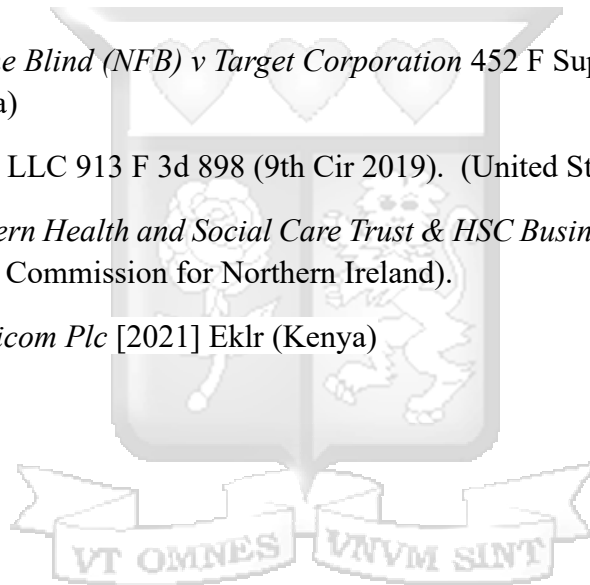 e Blind (NFB) v Target Corporation 452 F Sup
a)
LLC 913 F 3d 898 (9th Cir 2019). (United St
ern Health and Social Care Trust & HSC Busin
Commission for Northern Ireland).
icom Plc [2021] Eklr (Kenya)
VT OMNES VNVM SINT